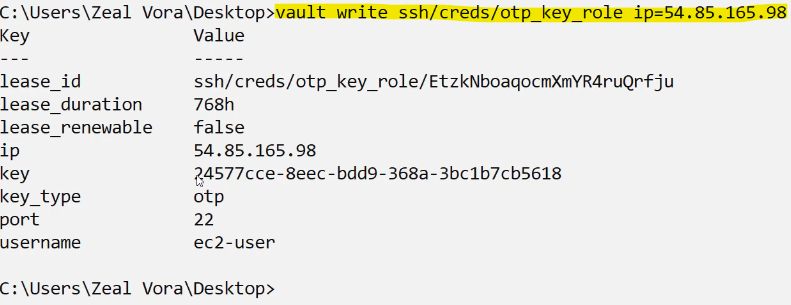 C:\Users\Zeal Vora\Desktop>vault write ssh/creds/otp_key_role ip=54.85.165.98
Key                Value
---                -----
lease_id           ssh/creds/otp_key_role/EtzkNboaqocmXmYR4ruQrfju
lease_duration     768h
lease_renewable    false
ip                 54.85.165.98
key                24577cce-8eec-bdd9-368a-3bc1b7cb5618
key_type           otp
port               22
username           ec2-user
C:\Users\Zeal Vora\Desktop>